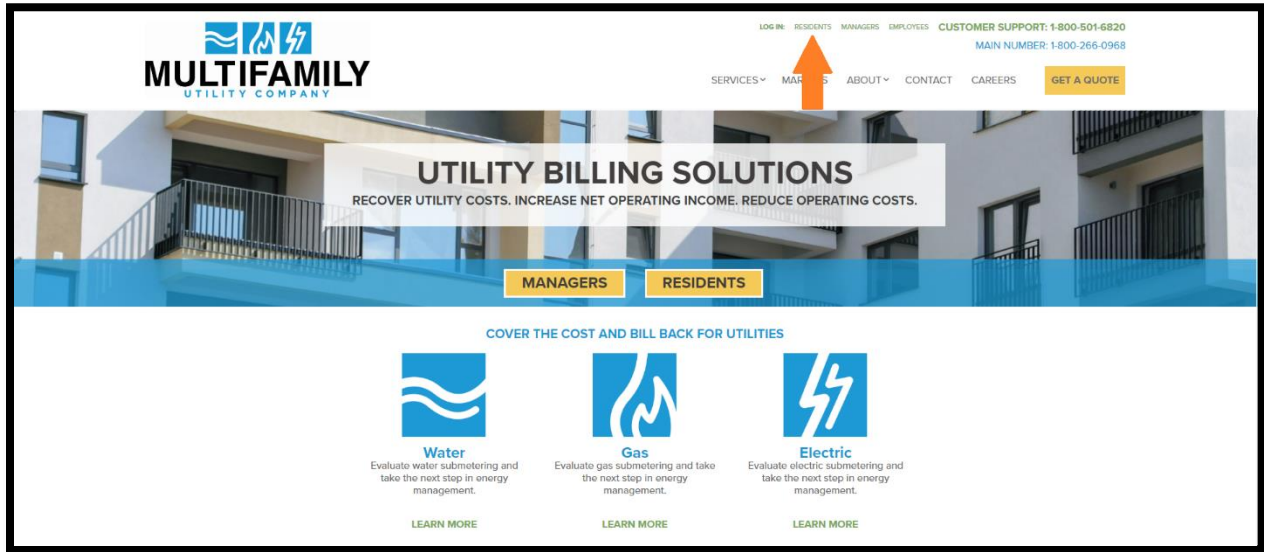 LOG IN: RESIDENTS MANAGERS EMPLOYEES CUSTOMER SUPPORT: 1-800-501-6820
MAIN NUMBER: 1-800-266-0968
MULTIFAMILY
UTILITY COMPANY
SERVICES ABOUT CONTACT CAREERS GET A QUOTE
UTILITY BILLING SOLUTIONS
RECOVER UTILITY COSTS. INCREASE NET OPERATING INCOME. REDUCE OPERATING COSTS.
MANAGERS RESIDENTS
COVER THE COST AND BILL BACK FOR UTILITIES
Water
Evaluate water submetering and
take the next step in energy
management.
LEARN MORE
Gas
Evaluate gas submetering and take
the next step in energy
management.
LEARN MORE
Electric
Evaluate electric submetering and
take the next step in energy
management.
LEARN MORE